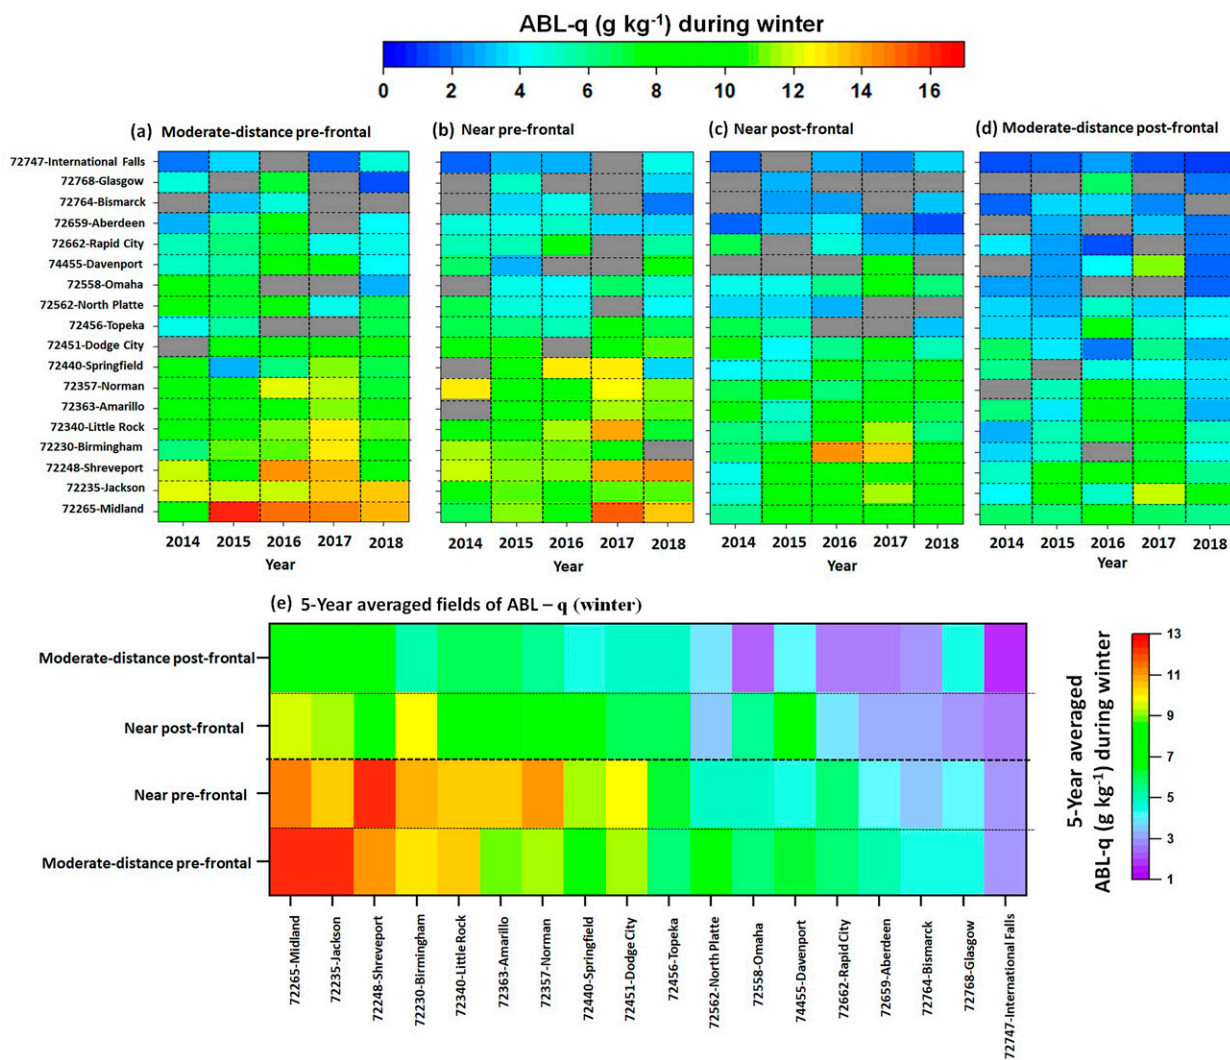 ABL-q (g kg⁻¹) during winter
0 2 4 6 8 10 12 14 16
(a) Moderate-distance pre-frontal
(b) Near pre-frontal
(c) Near post-frontal
(d) Moderate-distance post-frontal
72747-International Falls
72768-Glasgow
72764-Bismarck
72659-Aberdeen
72662-Rapid City
74455-Davenport
72558-Omaha
72562-North Platte
72456-Topeka
72451-Dodge City
72440-Springfield
72357-Norman
72363-Amarillo
72340-Little Rock
72230-Birmingham
72248-Shreveport
72235-Jackson
72265-Midland
2014 2015 2016 2017 2018
Year
2014 2015 2016 2017 2018
Year
2014 2015 2016 2017 2018
Year
2014 2015 2016 2017 2018
Year
(e) 5-Year averaged fields of ABL – q (winter)
Moderate-distance post-frontal
Near post-frontal
Near pre-frontal
Moderate-distance pre-frontal
72265-Midland
72235-Jackson
72248-Shreveport
72230-Birmingham
72340-Little Rock
72363-Amarillo
72357-Norman
72440-Springfield
72451-Dodge City
72456-Topeka
72562-North Platte
72558-Omaha
74455-Davenport
72662-Rapid City
72659-Aberdeen
72764-Bismarck
72768-Glasgow
72747-International Falls
5-Year averaged
ABL-q (g kg⁻¹) during winter
13
11
9
7
5
3
1